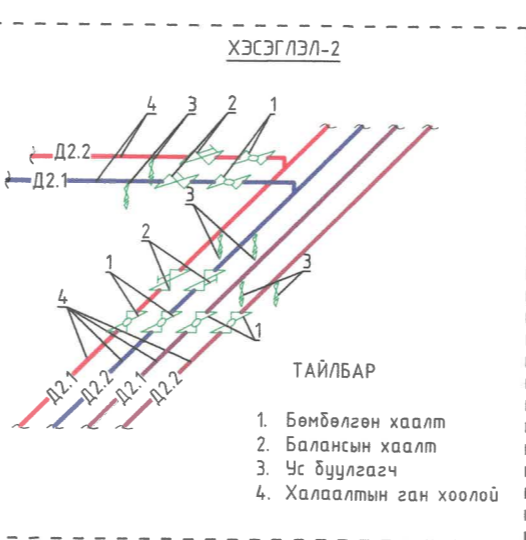 ХЭСЭГЛЭЛ-2
4 3 2 1
Д2.2
Д2.1
3
2
1
3
4
1
Д2.1 Д2.2 Д2.1 Д2.2
ТАЙЛБАР
1. Бөмбөлгөн хаалт
2. Балансын хаалт
3. Ус буулгагч
4. Халаалтын ган хоолой